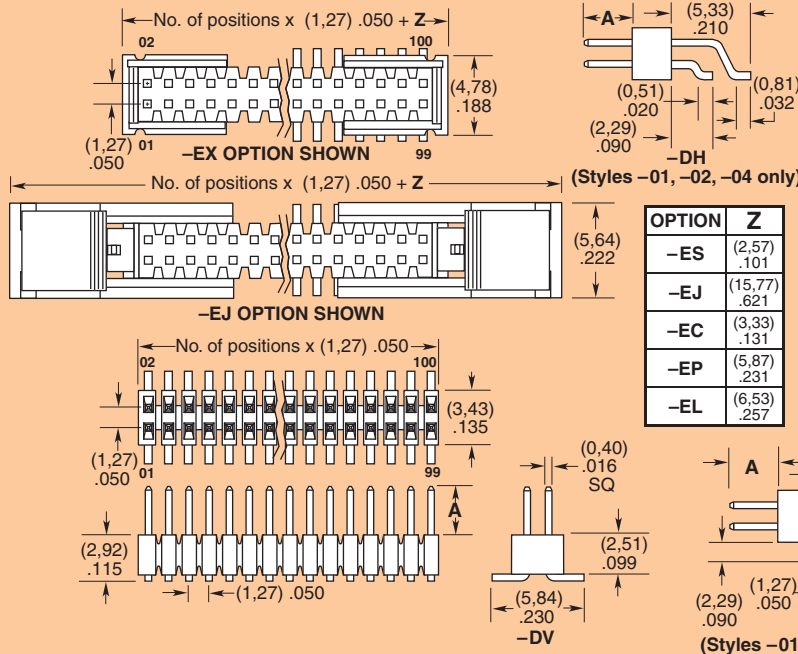 No. of positions x (1,27) .050 + Z
02
100
(4,78)
.188
(1,27)
.050
01
99
–EX OPTION SHOWN
A
(5,33)
.210
(0,51)
.020
(0,81)
.032
(2,29)
.090
–DH
(Styles –01, –02, –04 only)
No. of positions x (1,27) .050 + Z
(5,64)
.222
–EJ OPTION SHOWN
OPTION Z
–ES (2,57) .101
–EJ (15,77) .621
–EC (3,33) .131
–EP (5,87) .231
–EL (6,53) .257
No. of positions x (1,27) .050
02
100
(3,43)
.135
(1,27)
.050
01
99
A
(2,92)
.115
(1,27) .050
(0,40)
.016
SQ
(2,51)
.099
(5,84)
.230
–DV
A
(2,29)
.090
(1,27)
.050
(Styles –01